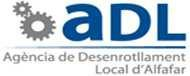 aDL
Agència de Desenrotllament
Local d'Alfafar